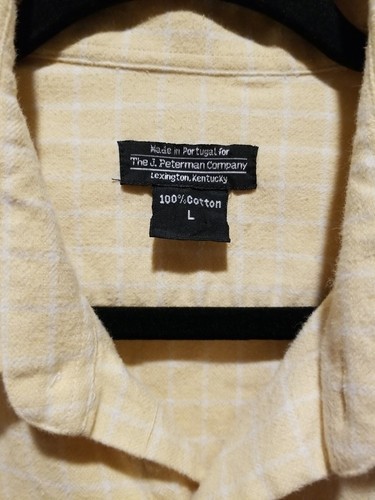 Made in Portugal for
The J. Peterman Company
Lexington, Kentucky
100% Cotton
L